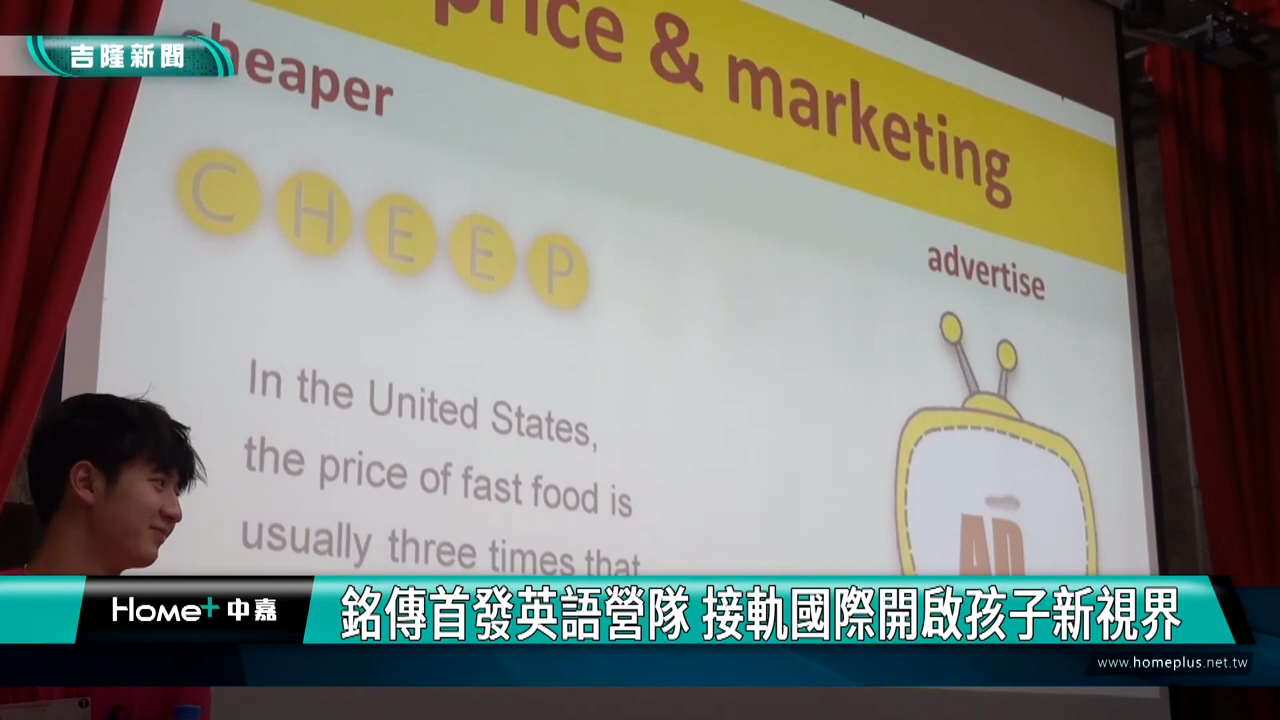 吉隆新聞
price & marketing
cheaper
CHEEP
advertise
In the United States,
the price of fast food is
usually three times that
AD
Home+ 中嘉
銘傳首發英語營隊 接軌國際開啟孩子新視界
www.homeplus.net.tw